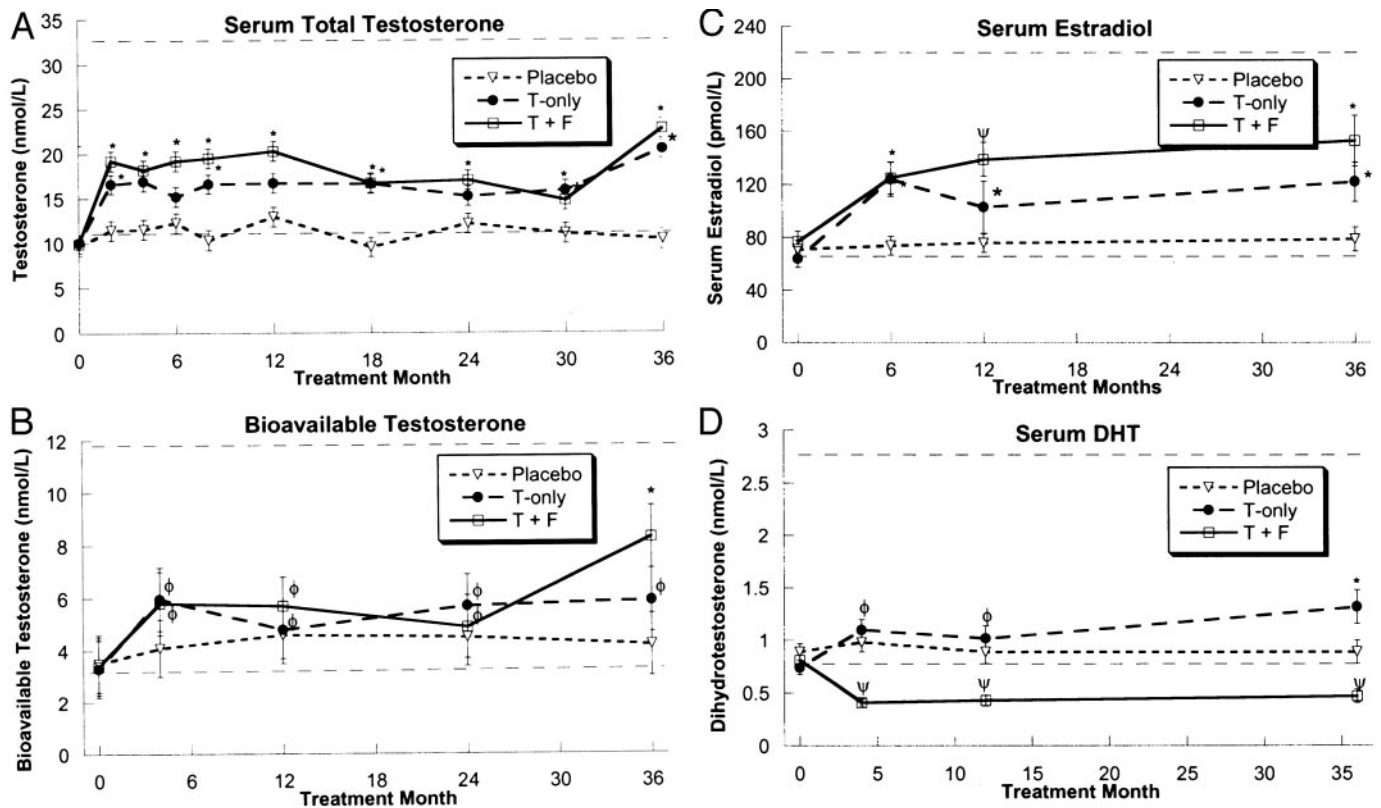 A
Serum Total Testosterone
Testosterone (nmol/L)
35
30
25
20
15
10
5
0
Placebo
T-only
T + F
* * * * * * * * * * * * *
0 6 12 18 24 30 36
Treatment Month
B
Bioavailable Testosterone
Bioavailable Testosterone (nmol/L)
12
10
8
6
4
2
0
Placebo
T-only
T + F
ϕ ϕ ϕ ϕ ϕ ϕ ϕ *
0 6 12 18 24 30 36
Treatment Month
C
Serum Estradiol
Serum Estradiol (pmol/L)
240
200
160
120
80
40
0
Placebo
T-only
T + F
* ψ * * *
0 6 12 18 24 30 36
Treatment Months
D
Serum DHT
Dihydrotestosterone (nmol/L)
3
2.5
2
1.5
1
0.5
0
Placebo
T-only
T + F
ϕ ϕ *
ψ ψ ψ
0 5 10 15 20 25 30 35
Treatment Month